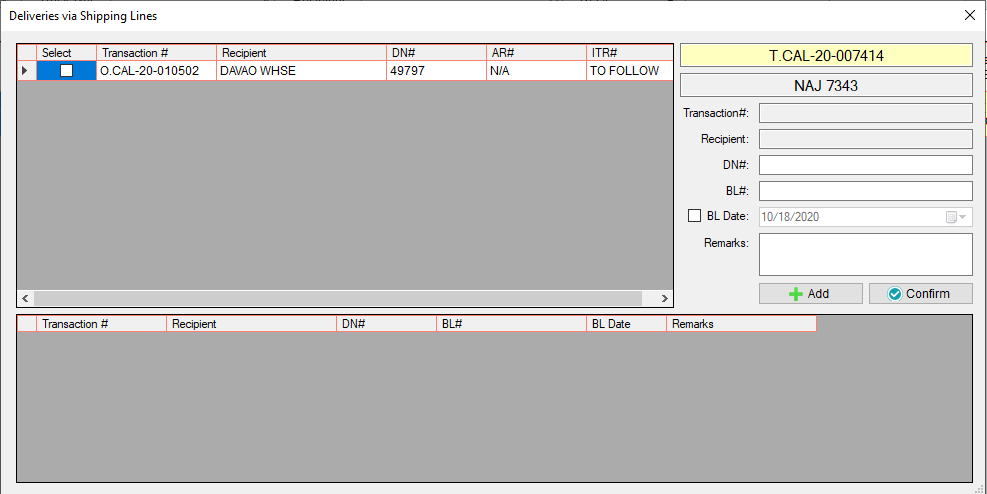 Deliveries via Shipping Lines
Select Transaction # Recipient DN# AR# ITR#
O.CAL-20-010502 DAVAO WHSE 49797 N/A TO FOLLOW
T.CAL-20-007414
NAJ 7343
Transaction#:
Recipient:
DN#:
BL#:
BL Date: 10/18/2020
Remarks:
Add Confirm
Transaction # Recipient DN# BL# BL Date Remarks